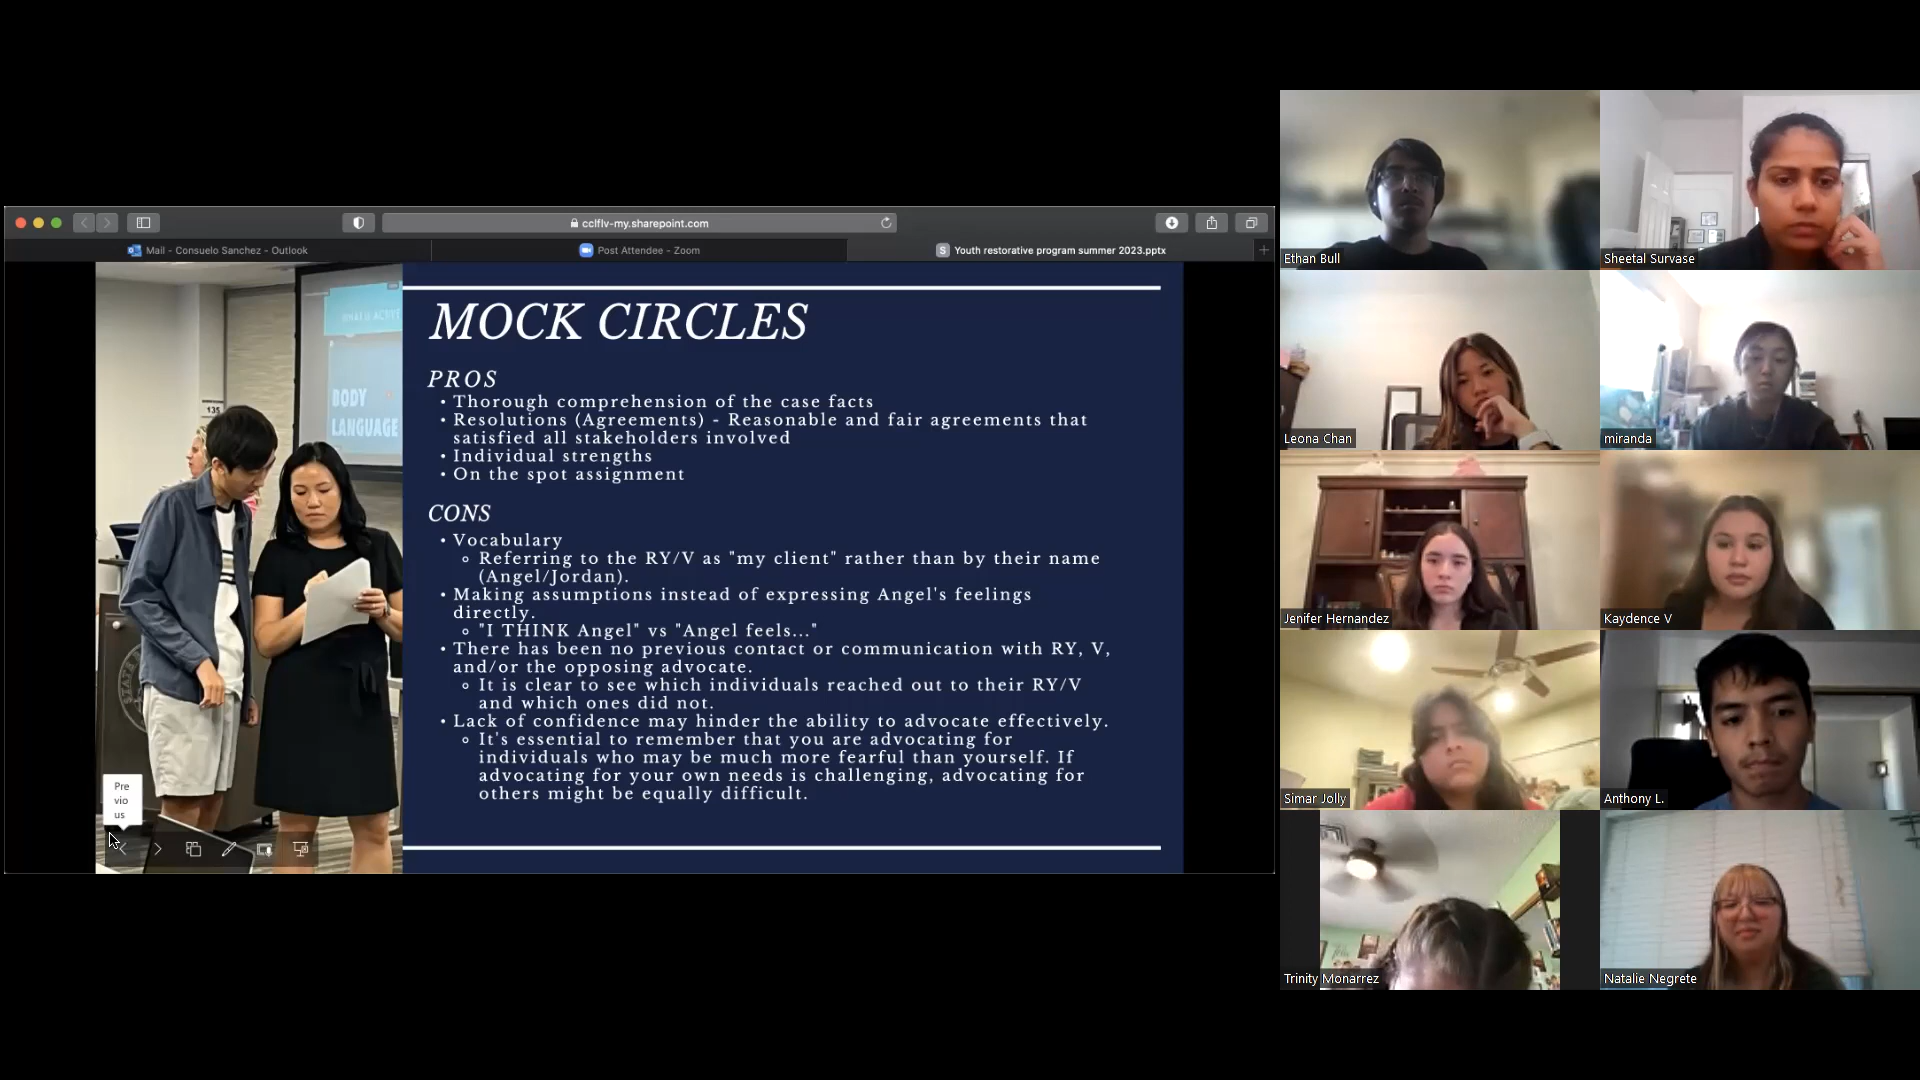 cclflv-my.sharepoint.com
Mail - Consuelo Sanchez - Outlook
Post Attendee - Zoom
S Youth restorative program summer 2023.pptx
135
BODY
LANGUAGE
MOCK CIRCLES
PROS
• Thorough comprehension of the case facts
• Resolutions (Agreements) - Reasonable and fair agreements that
satisfied all stakeholders involved
• Individual strengths
• On the spot assignment
CONS
• Vocabulary
◦ Referring to the RY/V as "my client" rather than by their name
(Angel/Jordan).
• Making assumptions instead of expressing Angel's feelings
directly.
◦ "I THINK Angel" vs "Angel feels..."
• There has been no previous contact or communication with RY, V,
and/or the opposing advocate.
◦ It is clear to see which individuals reached out to their RY/V
and which ones did not.
• Lack of confidence may hinder the ability to advocate effectively.
◦ It's essential to remember that you are advocating for
individuals who may be much more fearful than yourself. If
advocating for your own needs is challenging, advocating for
others might be equally difficult.
Pre
vio
us
Ethan Bull
Sheetal Survase
Leona Chan
miranda
Jenifer Hernandez
Kaydence V
Simar Jolly
Anthony L.
Trinity Monarrez
Natalie Negrete